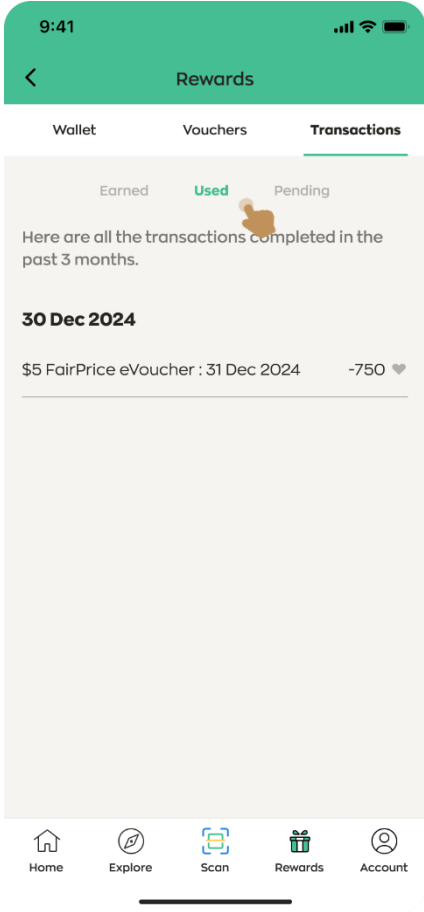 9:41
Rewards
Wallet Vouchers Transactions
Earned Used Pending
Here are all the transactions completed in the
past 3 months.
30 Dec 2024
$5 FairPrice eVoucher : 31 Dec 2024 -750
Home Explore Scan Rewards Account